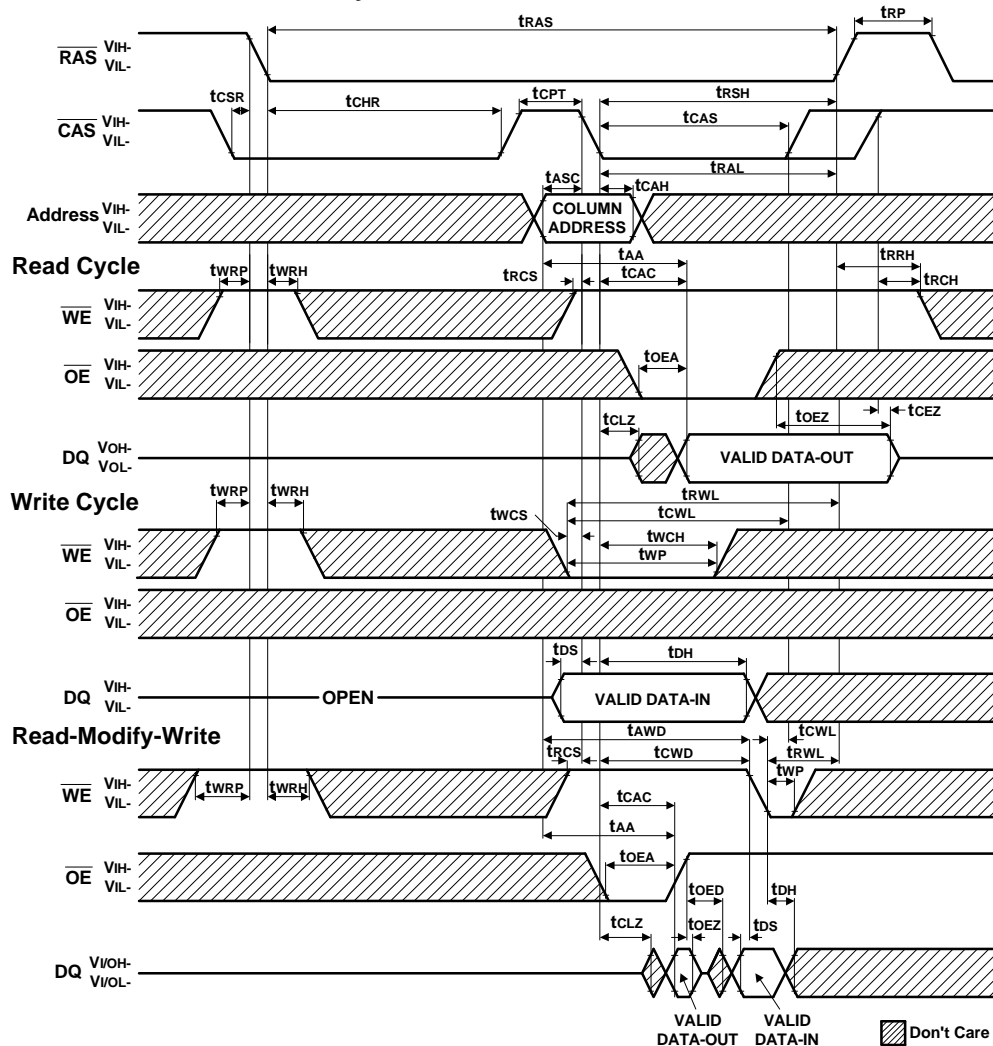 tRAS
tRP
RAS VIH-
VIL-
tCSR
tCHR
tCPT
tRSH
CAS VIH-
VIL-
tCAS
tRAL
tASC
tCAH
Address VIH-
VIL-
COLUMN
ADDRESS
Read Cycle
tAA
tRRH
tWRP
tWRH
tRCS
tCAC
tRCH
WE VIH-
VIL-
OE VIH-
VIL-
tOEA
tCEZ
tOEZ
tCLZ
DQ VOH-
VOL-
VALID DATA-OUT
Write Cycle
tWRP
tWRH
tRWL
tCWL
tWCS
tWCH
tWP
WE VIH-
VIL-
OE VIH-
VIL-
tDS
tDH
DQ VIH-
VIL-
OPEN
VALID DATA-IN
Read-Modify-Write
tAWD
tCWL
tRCS
tCWD
tRWL
tWP
WE VIH-
VIL-
tWRP
tWRH
tCAC
tAA
OE VIH-
VIL-
tOEA
tOED
tDH
tCLZ
tOEZ
tDS
DQ VI/OH-
VI/OL-
VALID
DATA-OUT
VALID
DATA-IN
Don't Care